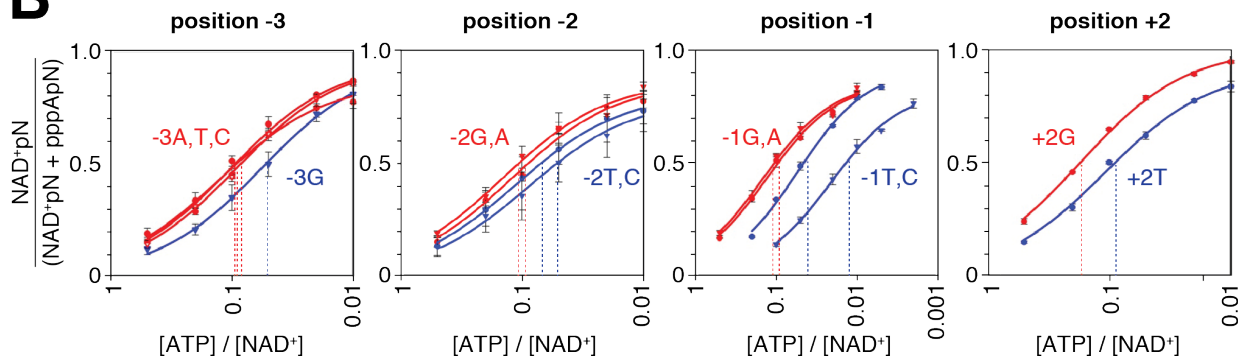 B
position -3
position -2
position -1
position +2
NAD⁺pN
(NAD⁺pN + pppApN)
1.0
0.5
0
-3A,T,C
-3G
1
0.1
0.01
[ATP] / [NAD⁺]
1.0
0.5
0
-2G,A
-2T,C
1
0.1
0.01
[ATP] / [NAD⁺]
1.0
0.5
0
-1G,A
-1T,C
1
0.1
0.01
0.001
[ATP] / [NAD⁺]
1.0
0.5
0
+2G
+2T
1
0.1
0.01
[ATP] / [NAD⁺]